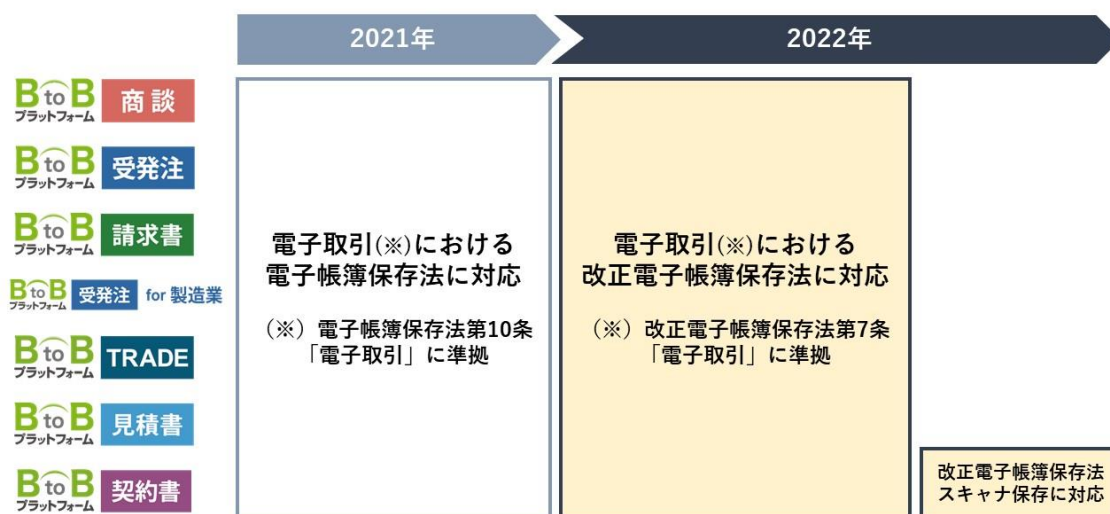 2021年
2022年
BtoB
プラットフォーム
商談
BtoB
プラットフォーム
受発注
BtoB
プラットフォーム
請求書
BtoB
プラットフォーム
受発注 for 製造業
BtoB
プラットフォーム
TRADE
BtoB
プラットフォーム
見積書
BtoB
プラットフォーム
契約書
電子取引(※)における
電子帳簿保存法に対応
（※）電子帳簿保存法第10条
「電子取引」に準拠
電子取引(※)における
改正電子帳簿保存法に対応
（※）改正電子帳簿保存法第7条
「電子取引」に準拠
改正電子帳簿保存法
スキャナ保存に対応